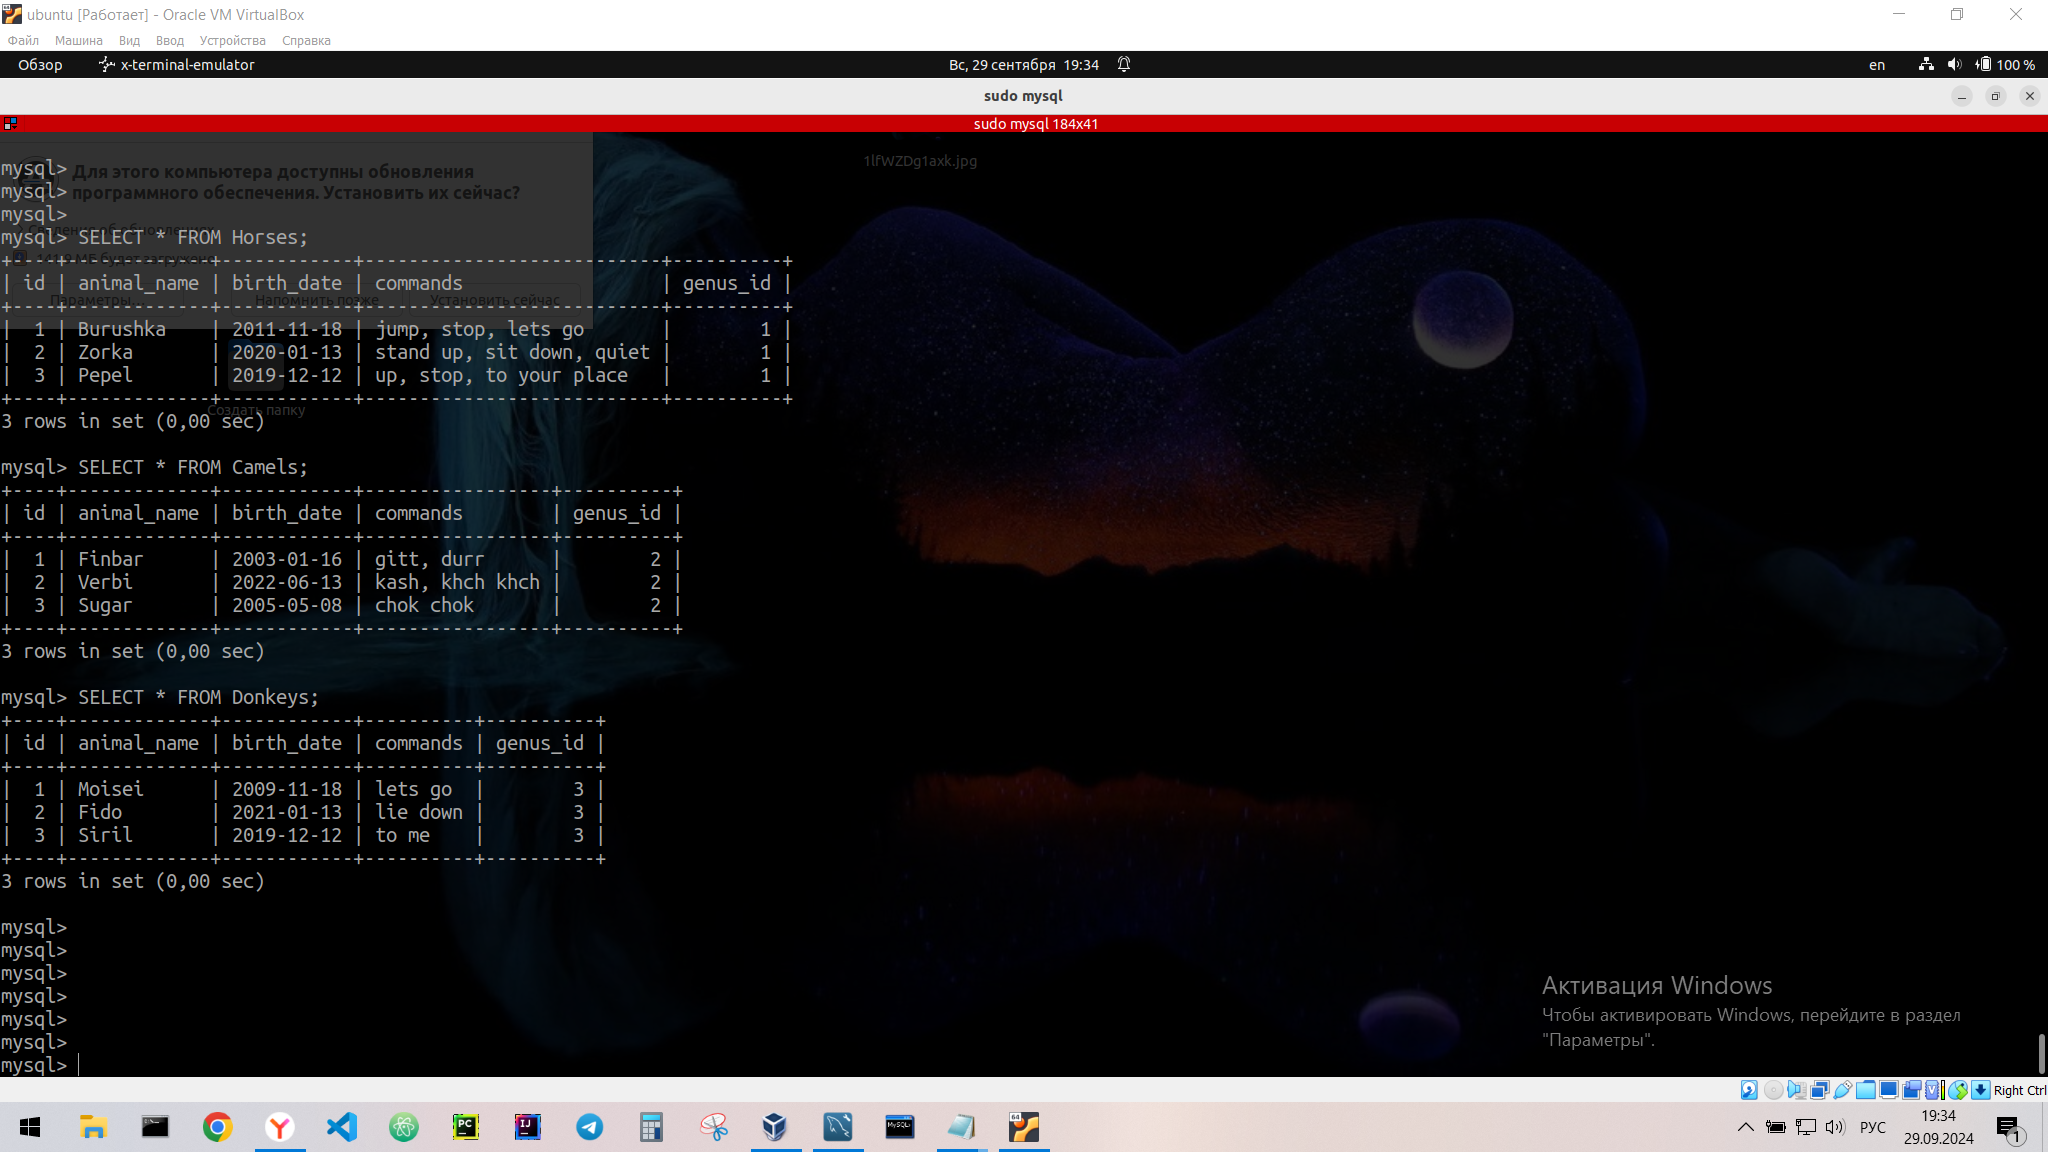 ubuntu [Работает] - Oracle VM VirtualBox
Файл Машина Вид Ввод Устройства Справка
Обзор x-terminal-emulator Вс, 29 сентября 19:34 en 100 %
sudo mysql
sudo mysql 184x41
1lfWZDg1axk.jpg
Для этого компьютера доступны обновления
программного обеспечения. Установить их сейчас?
Параметры... Напомнить позже Установить сейчас
Создать папку
mysql>
mysql>
mysql>
mysql> SELECT * FROM Horses;
+----+-------------+------------+---------------------------+----------+
| id | animal_name | birth_date | commands                  | genus_id |
+----+-------------+------------+---------------------------+----------+
|  1 | Burushka    | 2011-11-18 | jump, stop, lets go       |        1 |
|  2 | Zorka       | 2020-01-13 | stand up, sit down, quiet |        1 |
|  3 | Pepel       | 2019-12-12 | up, stop, to your place   |        1 |
+----+-------------+------------+---------------------------+----------+
3 rows in set (0,00 sec)
mysql> SELECT * FROM Camels;
+----+-------------+------------+-----------------+----------+
| id | animal_name | birth_date | commands        | genus_id |
+----+-------------+------------+-----------------+----------+
|  1 | Finbar      | 2003-01-16 | gitt, durr      |        2 |
|  2 | Verbi       | 2022-06-13 | kash, khch khch |        2 |
|  3 | Sugar       | 2005-05-08 | chok chok       |        2 |
+----+-------------+------------+-----------------+----------+
3 rows in set (0,00 sec)
mysql> SELECT * FROM Donkeys;
+----+-------------+------------+----------+----------+
| id | animal_name | birth_date | commands | genus_id |
+----+-------------+------------+----------+----------+
|  1 | Moisei      | 2009-11-18 | lets go  |        3 |
|  2 | Fido        | 2021-01-13 | lie down |        3 |
|  3 | Siril       | 2019-12-12 | to me    |        3 |
+----+-------------+------------+----------+----------+
3 rows in set (0,00 sec)
mysql>
mysql>
mysql>
mysql>
mysql>
mysql>
mysql>
Активация Windows
Чтобы активировать Windows, перейдите в раздел
"Параметры".
Right Ctrl
РУС 19:34
29.09.2024
1